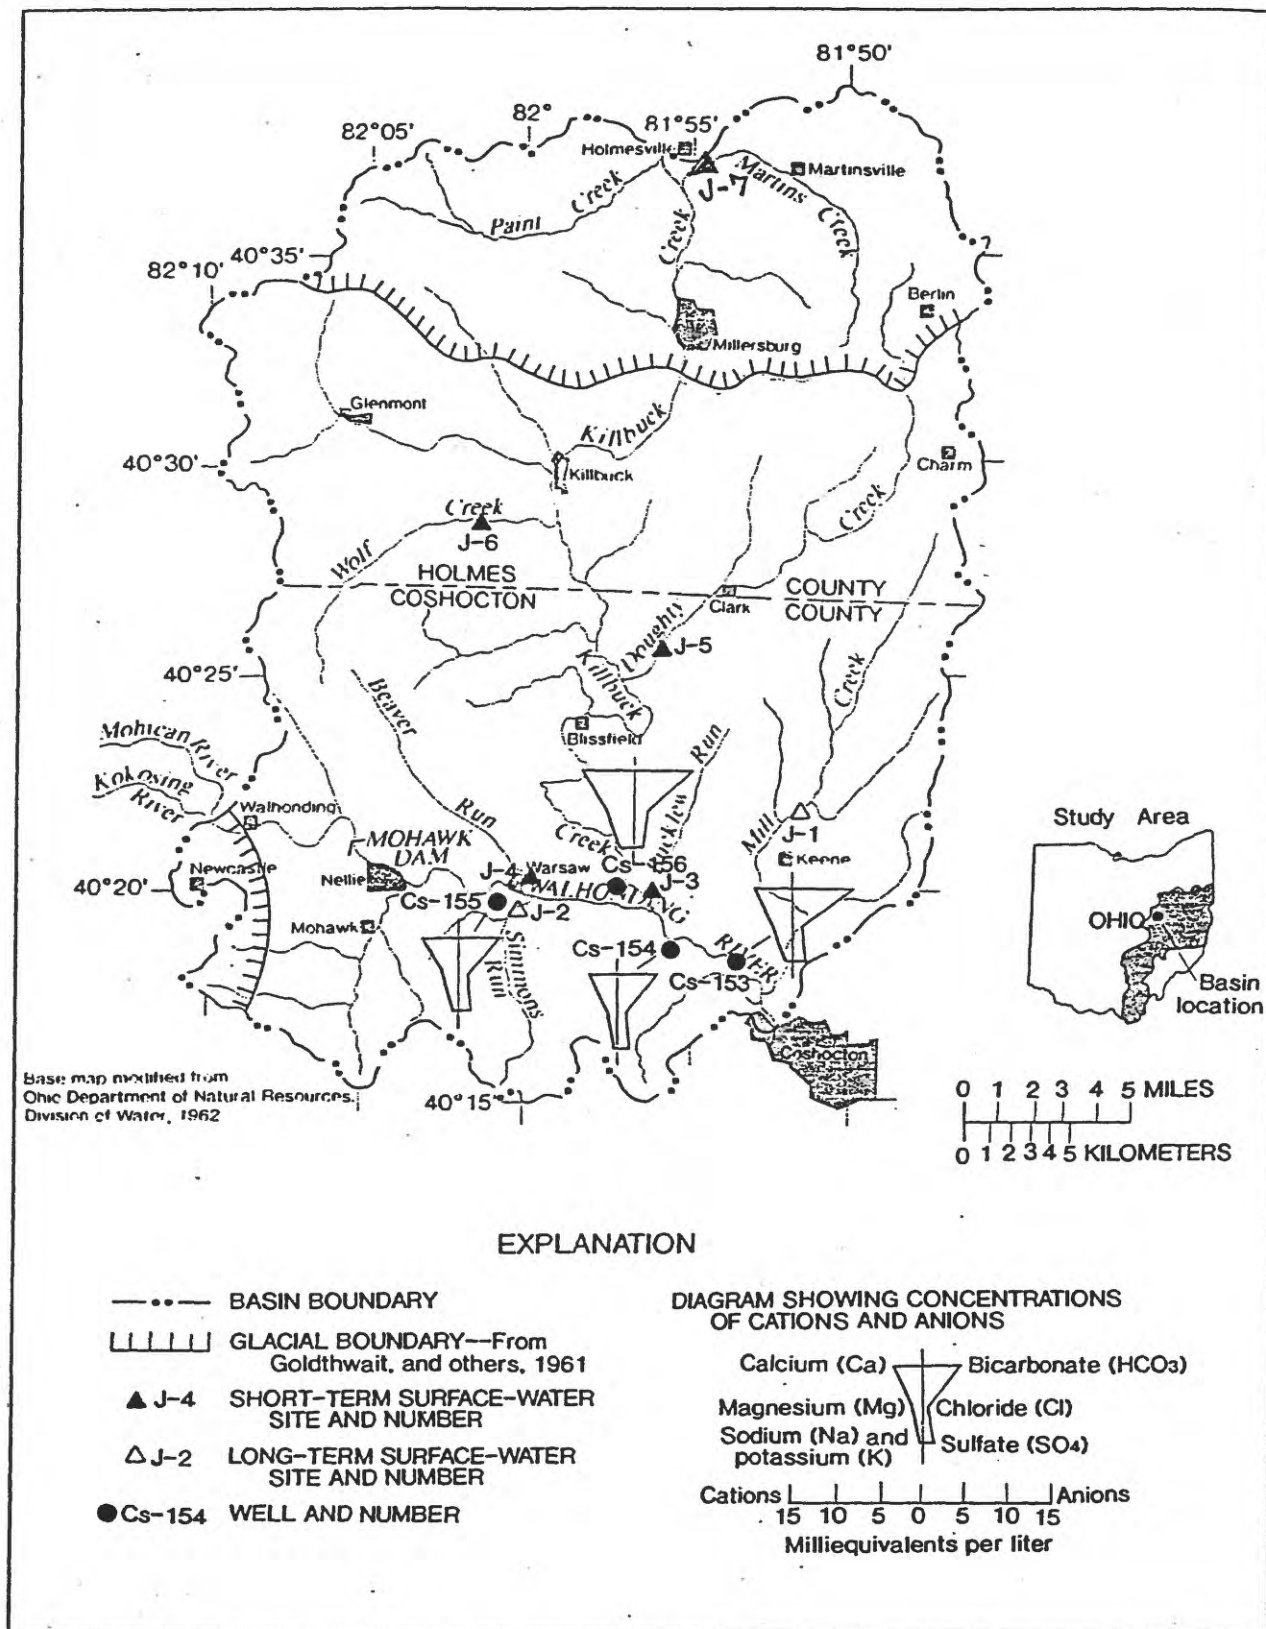 81°50'
82°
81°55'
82°05'
Holmesville
Martinsville
J-7
Martins
Creek
Creek
Paint
Creek
40°35'
82°10'
Berlin
Millersburg
Glenmont
Killbuck
40°30'
Killbuck
Charm
Creek
Creek
J-6
Wolf
HOLMES
COUNTY
COSHOCTON
COUNTY
Clark
Doughty
J-5
40°25'
Killbuck
Creek
Beaver
Mohican River
Blissfield
Run
Kokosing
River
Walhonding
Run
Creek
Mill
J-1
MOHAWK
DAM
Keene
Newcastle
Cs-156
J-4
Warsaw
40°20'
Nellie
J-3
Cs-155
J-2
Mohawk
Cs-154
RIVER
Simmons
Run
Cs-153
Coshocton
Study Area
OHIO
Basin
location
Base map modified from
Ohio Department of Natural Resources.
Division of Water, 1962
40°15'
0 1 2 3 4 5 MILES
0 1 2 3 4 5 KILOMETERS
EXPLANATION
BASIN BOUNDARY
GLACIAL BOUNDARY--From
Goldthwait, and others, 1961
J-4 SHORT-TERM SURFACE-WATER
SITE AND NUMBER
J-2 LONG-TERM SURFACE-WATER
SITE AND NUMBER
Cs-154 WELL AND NUMBER
DIAGRAM SHOWING CONCENTRATIONS
OF CATIONS AND ANIONS
Calcium (Ca) Bicarbonate (HCO3)
Magnesium (Mg) Chloride (Cl)
Sodium (Na) and
potassium (K)
Sulfate (SO4)
Cations Anions
15 10 5 0 5 10 15
Milliequivalents per liter